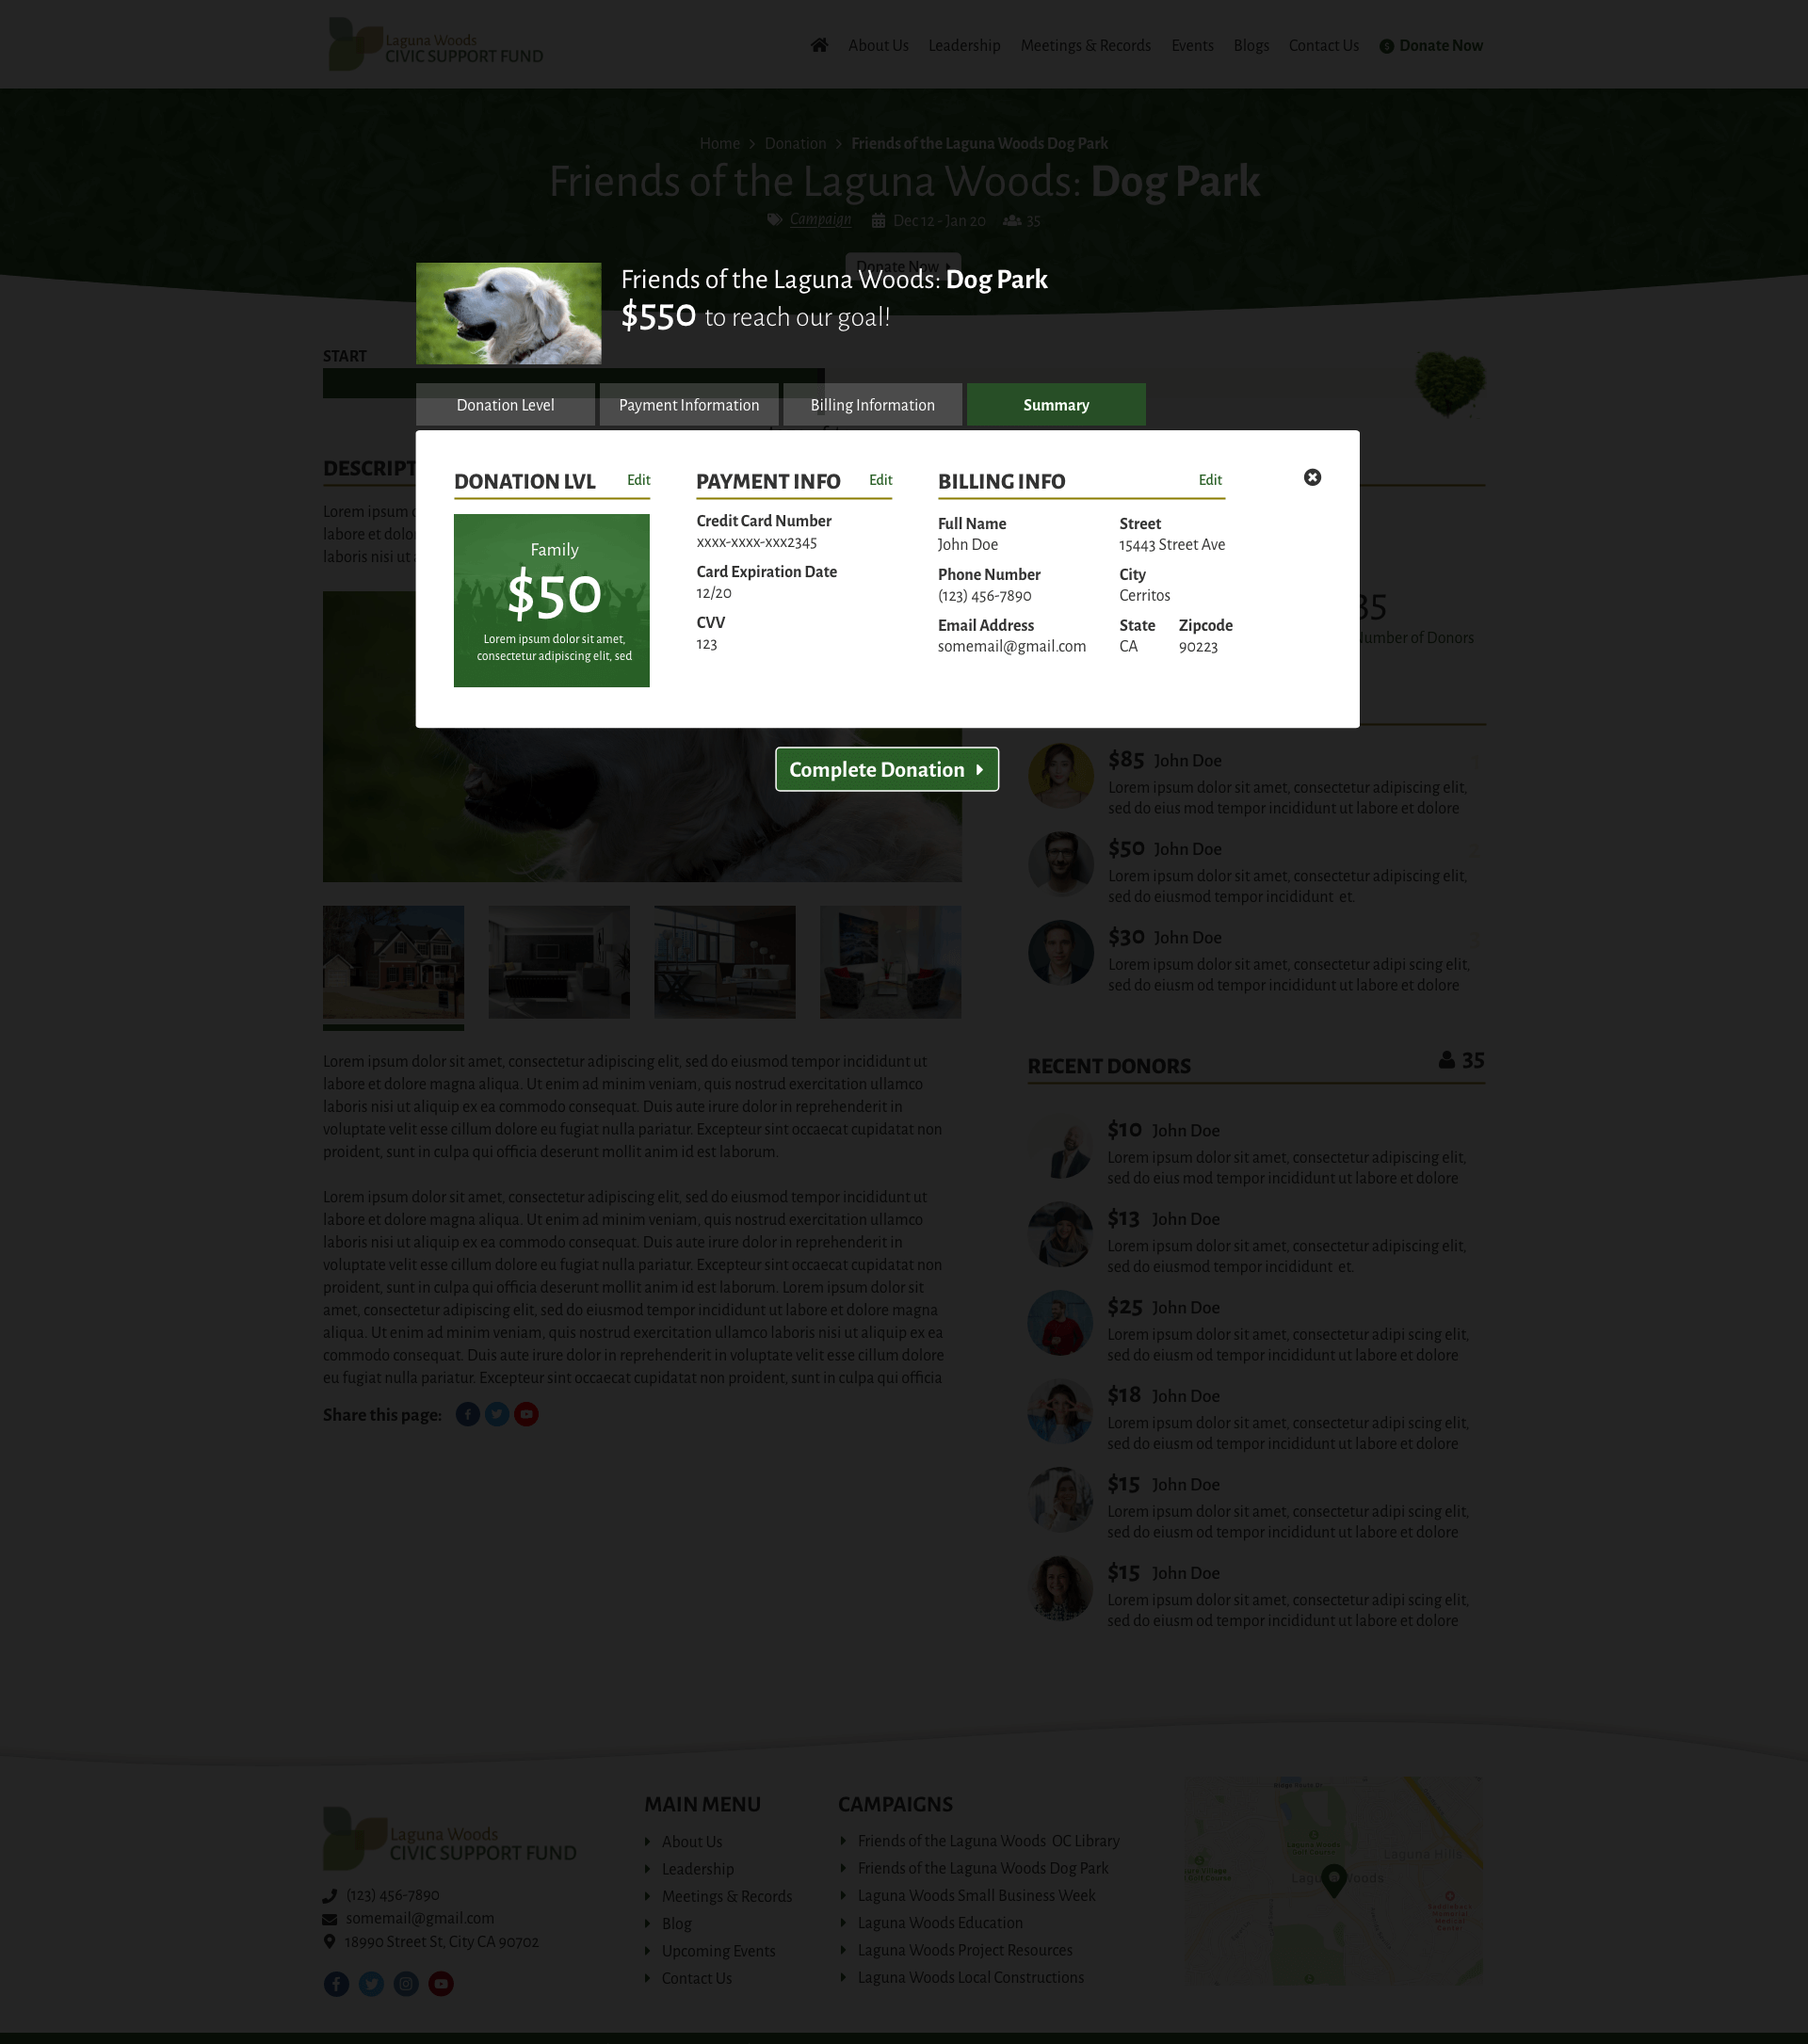 Laguna Woods
CIVIC SUPPORT FUND
About Us
Leadership
Meetings & Records
Events
Blogs
Contact Us
Donate Now
Home
Donation
Friends of the Laguna Woods Dog Park
Friends of the Laguna Woods: Dog Park
Campaign
Dec 12 - Jan 20
35
Donate Now
Friends of the Laguna Woods: Dog Park
$550 to reach our goal!
START
Donation Level
Payment Information
Billing Information
Summary
DESCRIPT
Lorem ipsum
labore et dolo
laboris nisi ut
DONATION LVL
Edit
Family
$50
Lorem ipsum dolor sit amet,
consectetur adipiscing elit, sed
PAYMENT INFO
Edit
Credit Card Number
xxxx-xxxx-xxx2345
Card Expiration Date
12/20
CVV
123
BILLING INFO
Edit
Full Name
John Doe
Phone Number
(123) 456-7890
Email Address
somemail@gmail.com
Street
15443 Street Ave
City
Cerritos
State
CA
Zipcode
90223
35
Number of Donors
Complete Donation
$85 John Doe
Lorem ipsum dolor sit amet, consectetur adipiscing elit,
sed do eius mod tempor incididunt ut labore et dolore
$50 John Doe
Lorem ipsum dolor sit amet, consectetur adipiscing elit,
sed do eiusmod tempor incididunt et.
$30 John Doe
Lorem ipsum dolor sit amet, consectetur adipi scing elit,
sed do eiusm od tempor incididunt ut labore et dolore
Lorem ipsum dolor sit amet, consectetur adipiscing elit, sed do eiusmod tempor incididunt ut
labore et dolore magna aliqua. Ut enim ad minim veniam, quis nostrud exercitation ullamco
laboris nisi ut aliquip ex ea commodo consequat. Duis aute irure dolor in reprehenderit in
voluptate velit esse cillum dolore eu fugiat nulla pariatur. Excepteur sint occaecat cupidatat non
proident, sunt in culpa qui officia deserunt mollit anim id est laborum.
Lorem ipsum dolor sit amet, consectetur adipiscing elit, sed do eiusmod tempor incididunt ut
labore et dolore magna aliqua. Ut enim ad minim veniam, quis nostrud exercitation ullamco
laboris nisi ut aliquip ex ea commodo consequat. Duis aute irure dolor in reprehenderit in
voluptate velit esse cillum dolore eu fugiat nulla pariatur. Excepteur sint occaecat cupidatat non
proident, sunt in culpa qui officia deserunt mollit anim id est laborum. Lorem ipsum dolor sit
amet, consectetur adipiscing elit, sed do eiusmod tempor incididunt ut labore et dolore magna
aliqua. Ut enim ad minim veniam, quis nostrud exercitation ullamco laboris nisi ut aliquip ex ea
commodo consequat. Duis aute irure dolor in reprehenderit in voluptate velit esse cillum dolore
eu fugiat nulla pariatur. Excepteur sint occaecat cupidatat non proident, sunt in culpa qui officia
Share this page:
RECENT DONORS
35
$10 John Doe
Lorem ipsum dolor sit amet, consectetur adipiscing elit,
sed do eius mod tempor incididunt ut labore et dolore
$13 John Doe
Lorem ipsum dolor sit amet, consectetur adipiscing elit,
sed do eiusmod tempor incididunt et.
$25 John Doe
Lorem ipsum dolor sit amet, consectetur adipi scing elit,
sed do eiusm od tempor incididunt ut labore et dolore
$18 John Doe
Lorem ipsum dolor sit amet, consectetur adipi scing elit,
sed do eiusm od tempor incididunt ut labore et dolore
$15 John Doe
Lorem ipsum dolor sit amet, consectetur adipi scing elit,
sed do eiusm od tempor incididunt ut labore et dolore
$15 John Doe
Lorem ipsum dolor sit amet, consectetur adipi scing elit,
sed do eiusm od tempor incididunt ut labore et dolore
Laguna Woods
CIVIC SUPPORT FUND
(123) 456-7890
somemail@gmail.com
18990 Street St, City CA 90702
MAIN MENU
About Us
Leadership
Meetings & Records
Blog
Upcoming Events
Contact Us
CAMPAIGNS
Friends of the Laguna Woods OC Library
Friends of the Laguna Woods Dog Park
Laguna Woods Small Business Week
Laguna Woods Education
Laguna Woods Project Resources
Laguna Woods Local Constructions
Laguna Woods
Golf Course
Laguna Hills
Laguna Woods
Saddleback
Memorial
Medical
Center